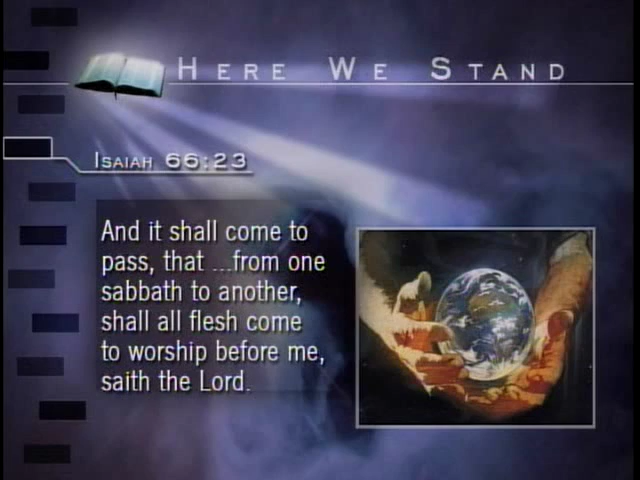 HERE WE STAND
ISAIAH 66:23
And it shall come to
pass, that ...from one
sabbath to another,
shall all flesh come
to worship before me,
saith the Lord.